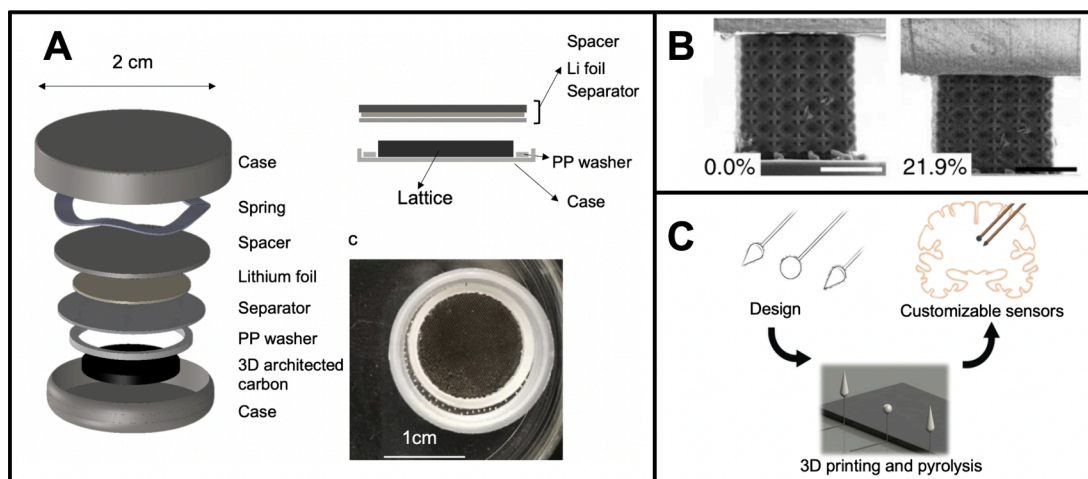 A
2 cm
Case
Spring
Spacer
Lithium foil
Separator
PP washer
3D architected
carbon
Case
Spacer
Li foil
Separator
PP washer
Lattice
Case
c
1cm
B
0.0%
21.9%
C
Design
Customizable sensors
3D printing and pyrolysis